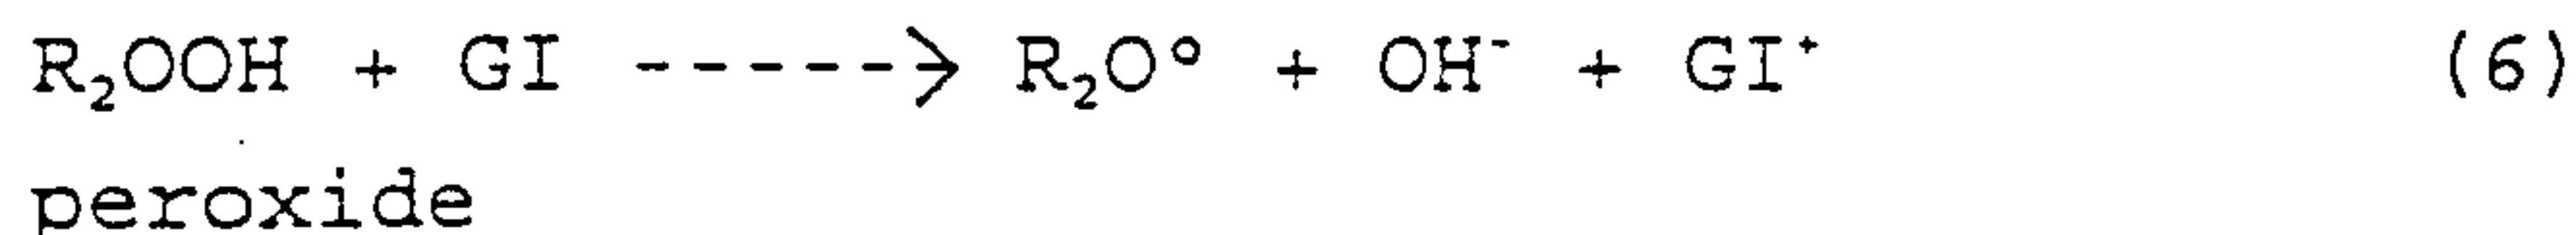 R₂OOH + GI -----> R₂O° + OH⁻ + GI⁺ (6)
peroxide